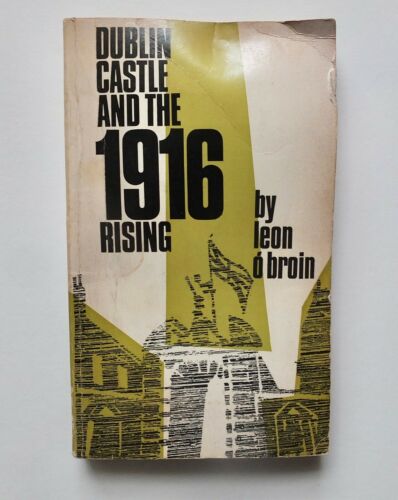 DUBLIN
CASTLE
AND THE
1916
RISING
by
leon
ó broin